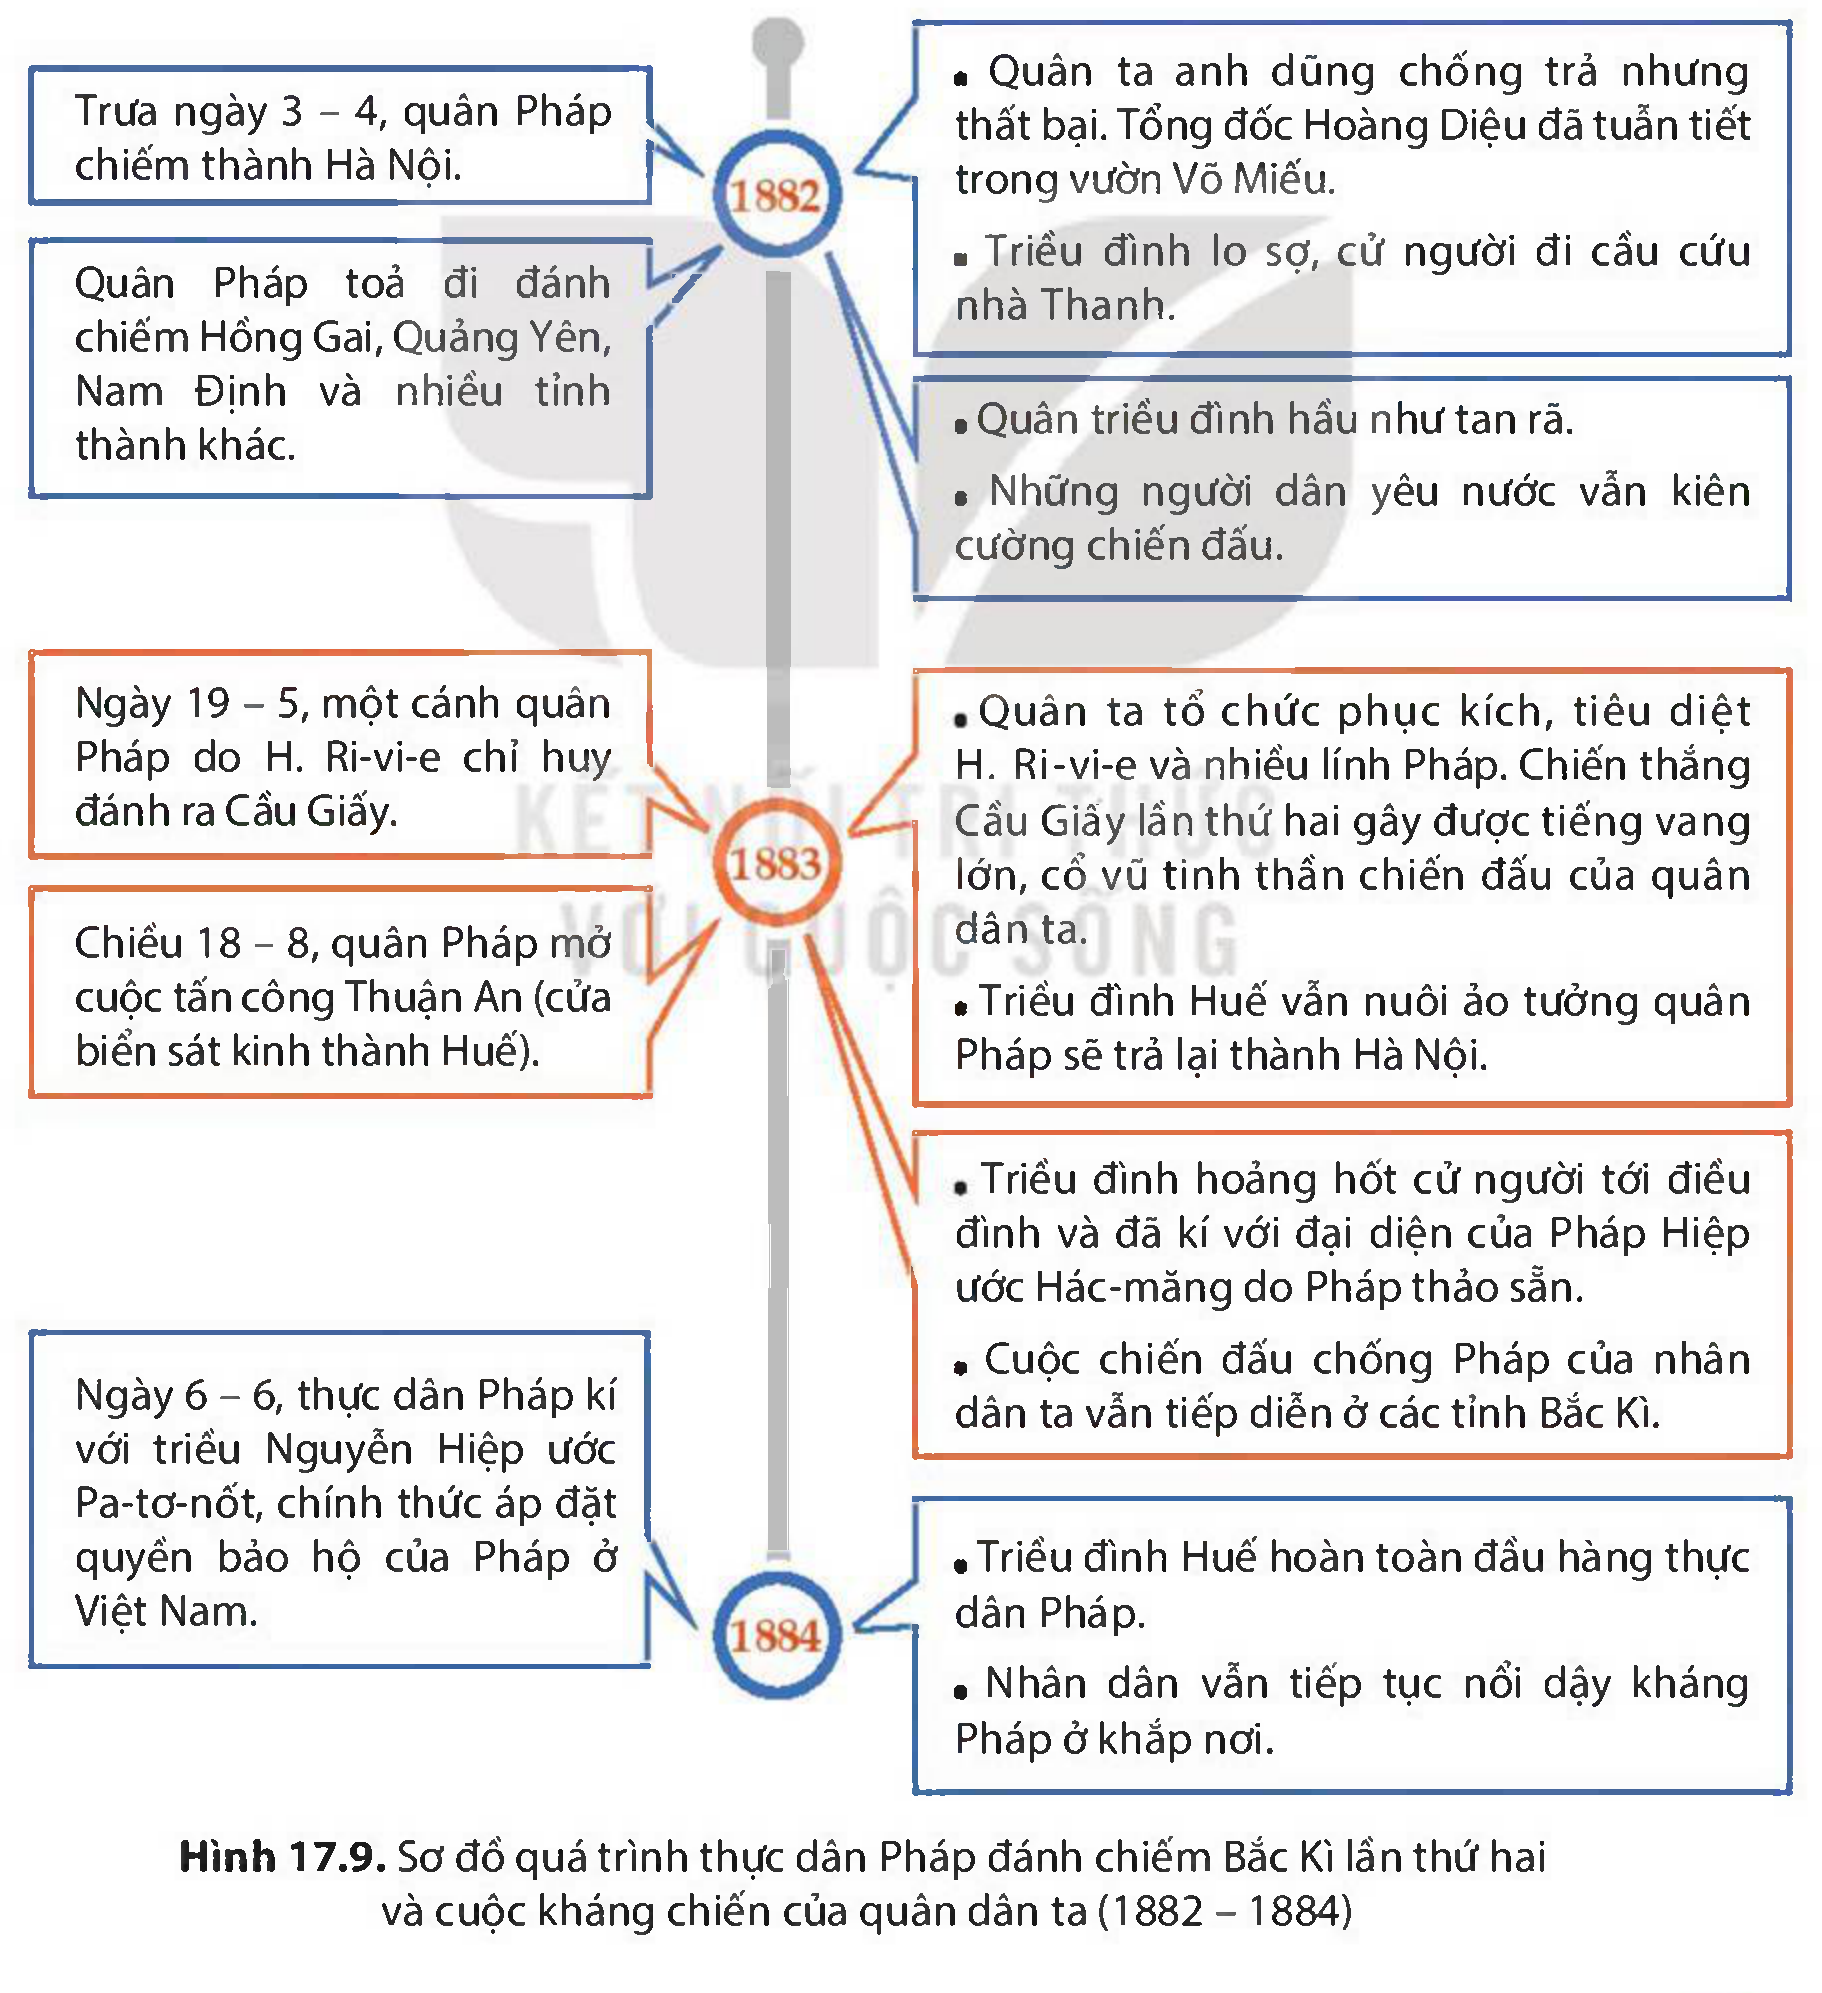 Trưa ngày 3 – 4, quân Pháp
chiếm thành Hà Nội.
1882
• Quân ta anh dũng chống trả nhưng
thất bại. Tổng đốc Hoàng Diệu đã tuẫn tiết
trong vườn Võ Miếu.
• Triều đình lo sợ, cử người đi cầu cứu
nhà Thanh.
Quân Pháp toả đi đánh
chiếm Hồng Gai, Quảng Yên,
Nam Định và nhiều tỉnh
thành khác.
• Quân triều đình hầu như tan rã.
• Những người dân yêu nước vẫn kiên
cường chiến đấu.
Ngày 19 – 5, một cánh quân
Pháp do H. Ri-vi-e chỉ huy
đánh ra Cầu Giấy.
1883
• Quân ta tổ chức phục kích, tiêu diệt
H. Ri-vi-e và nhiều lính Pháp. Chiến thắng
Cầu Giấy lần thứ hai gây được tiếng vang
lớn, cổ vũ tinh thần chiến đấu của quân
dân ta.
• Triều đình Huế vẫn nuôi ảo tưởng quân
Pháp sẽ trả lại thành Hà Nội.
KẾT NỐI TRI THỨC
VỚI CUỘC SỐNG
Chiều 18 – 8, quân Pháp mở
cuộc tấn công Thuận An (cửa
biển sát kinh thành Huế).
• Triều đình hoảng hốt cử người tới điều
đình và đã kí với đại diện của Pháp Hiệp
ước Hác-măng do Pháp thảo sẵn.
• Cuộc chiến đấu chống Pháp của nhân
dân ta vẫn tiếp diễn ở các tỉnh Bắc Kì.
Ngày 6 – 6, thực dân Pháp kí
với triều Nguyễn Hiệp ước
Pa-tơ-nốt, chính thức áp đặt
quyền bảo hộ của Pháp ở
Việt Nam.
1884
• Triều đình Huế hoàn toàn đầu hàng thực
dân Pháp.
• Nhân dân vẫn tiếp tục nổi dậy kháng
Pháp ở khắp nơi.
Hình 17.9. Sơ đồ quá trình thực dân Pháp đánh chiếm Bắc Kì lần thứ hai
và cuộc kháng chiến của quân dân ta (1882 – 1884)